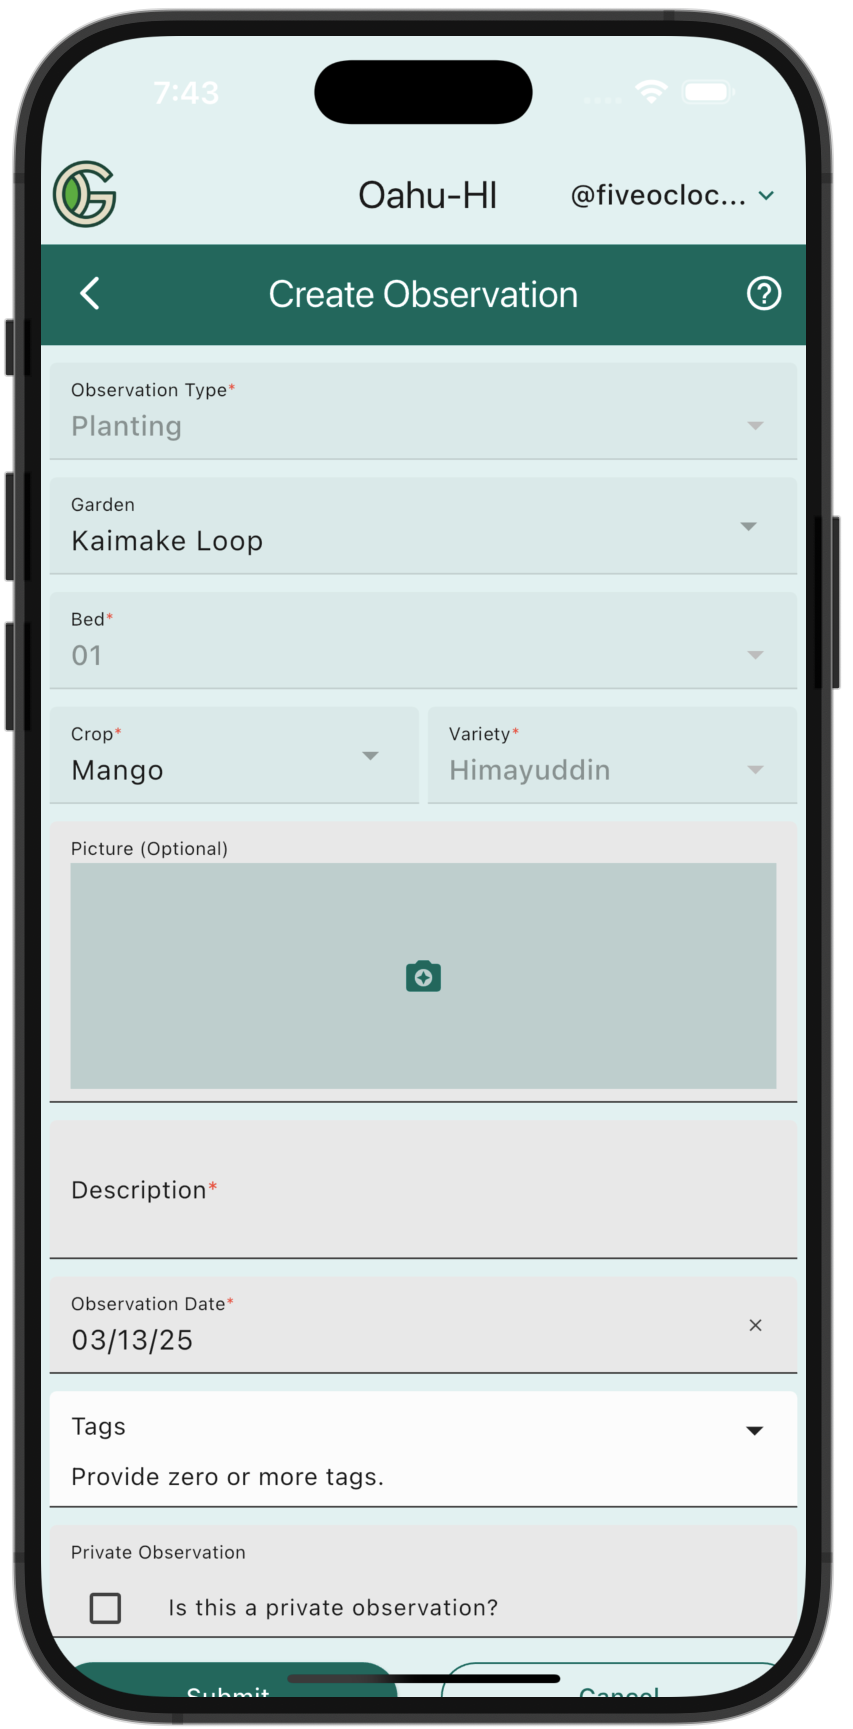 7:43
Oahu-HI @fiveocloc...
Create Observation
Observation Type*
Planting
Garden
Kaimake Loop
Bed*
01
Crop* Variety*
Mango Himayuddin
Picture (Optional)
Description*
Observation Date*
03/13/25
Tags
Provide zero or more tags.
Private Observation
Is this a private observation?
Submit Cancel